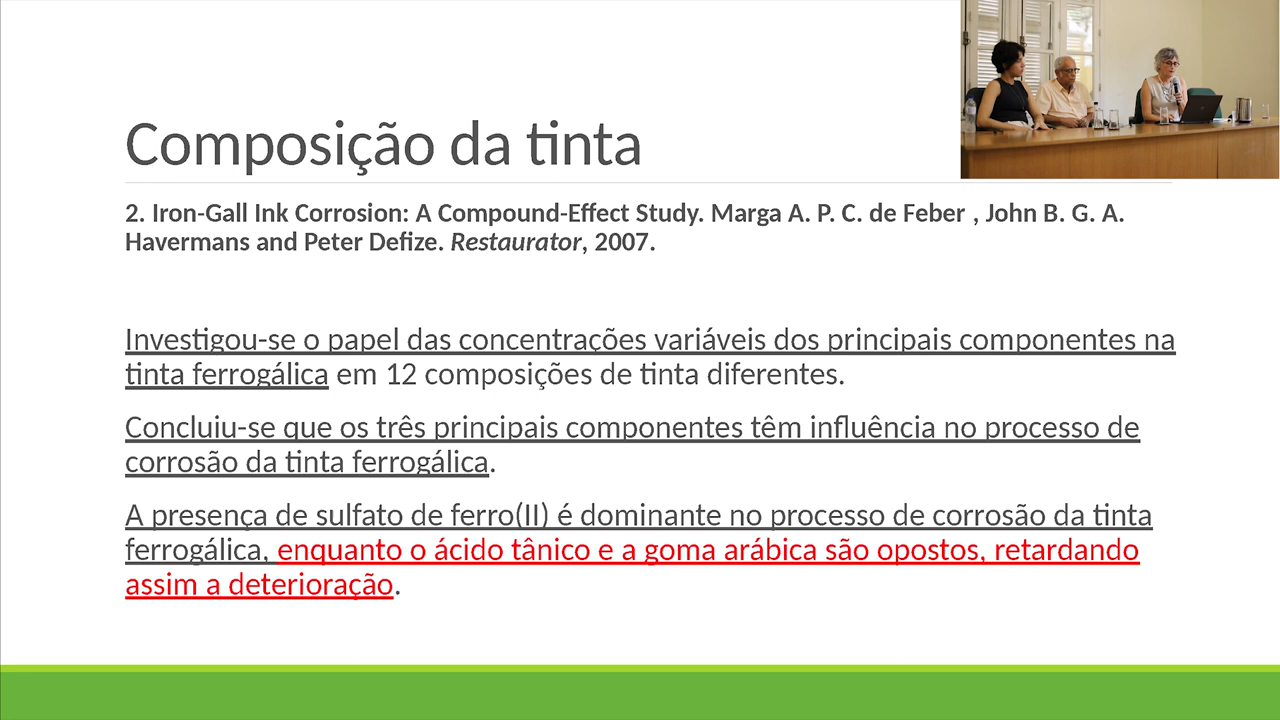 Composição da tinta
2. Iron-Gall Ink Corrosion: A Compound-Effect Study. Marga A. P. C. de Feber , John B. G. A.
Havermans and Peter Defize. Restaurator, 2007.
Investigou-se o papel das concentrações variáveis dos principais componentes na
tinta ferrogálica em 12 composições de tinta diferentes.
Concluiu-se que os três principais componentes têm influência no processo de
corrosão da tinta ferrogálica.
A presença de sulfato de ferro(II) é dominante no processo de corrosão da tinta
ferrogálica, enquanto o ácido tânico e a goma arábica são opostos, retardando
assim a deterioração.